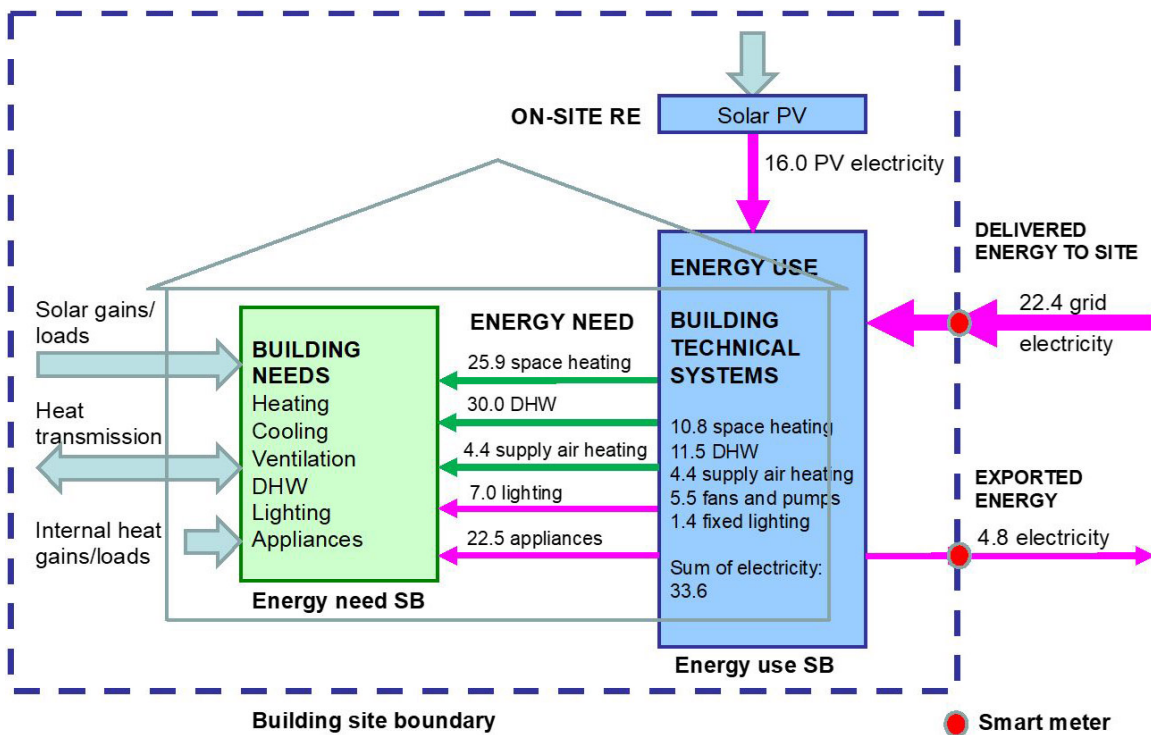 ON-SITE RE
Solar PV
16.0 PV electricity
DELIVERED
ENERGY TO SITE
22.4 grid
electricity
ENERGY USE
BUILDING
TECHNICAL
SYSTEMS
10.8 space heating
11.5 DHW
4.4 supply air heating
5.5 fans and pumps
1.4 fixed lighting
Sum of electricity:
33.6
Energy use SB
Solar gains/
loads
Heat
transmission
Internal heat
gains/loads
BUILDING
NEEDS
Heating
Cooling
Ventilation
DHW
Lighting
Appliances
Energy need SB
ENERGY NEED
25.9 space heating
30.0 DHW
4.4 supply air heating
7.0 lighting
22.5 appliances
EXPORTED
ENERGY
4.8 electricity
Building site boundary
Smart meter